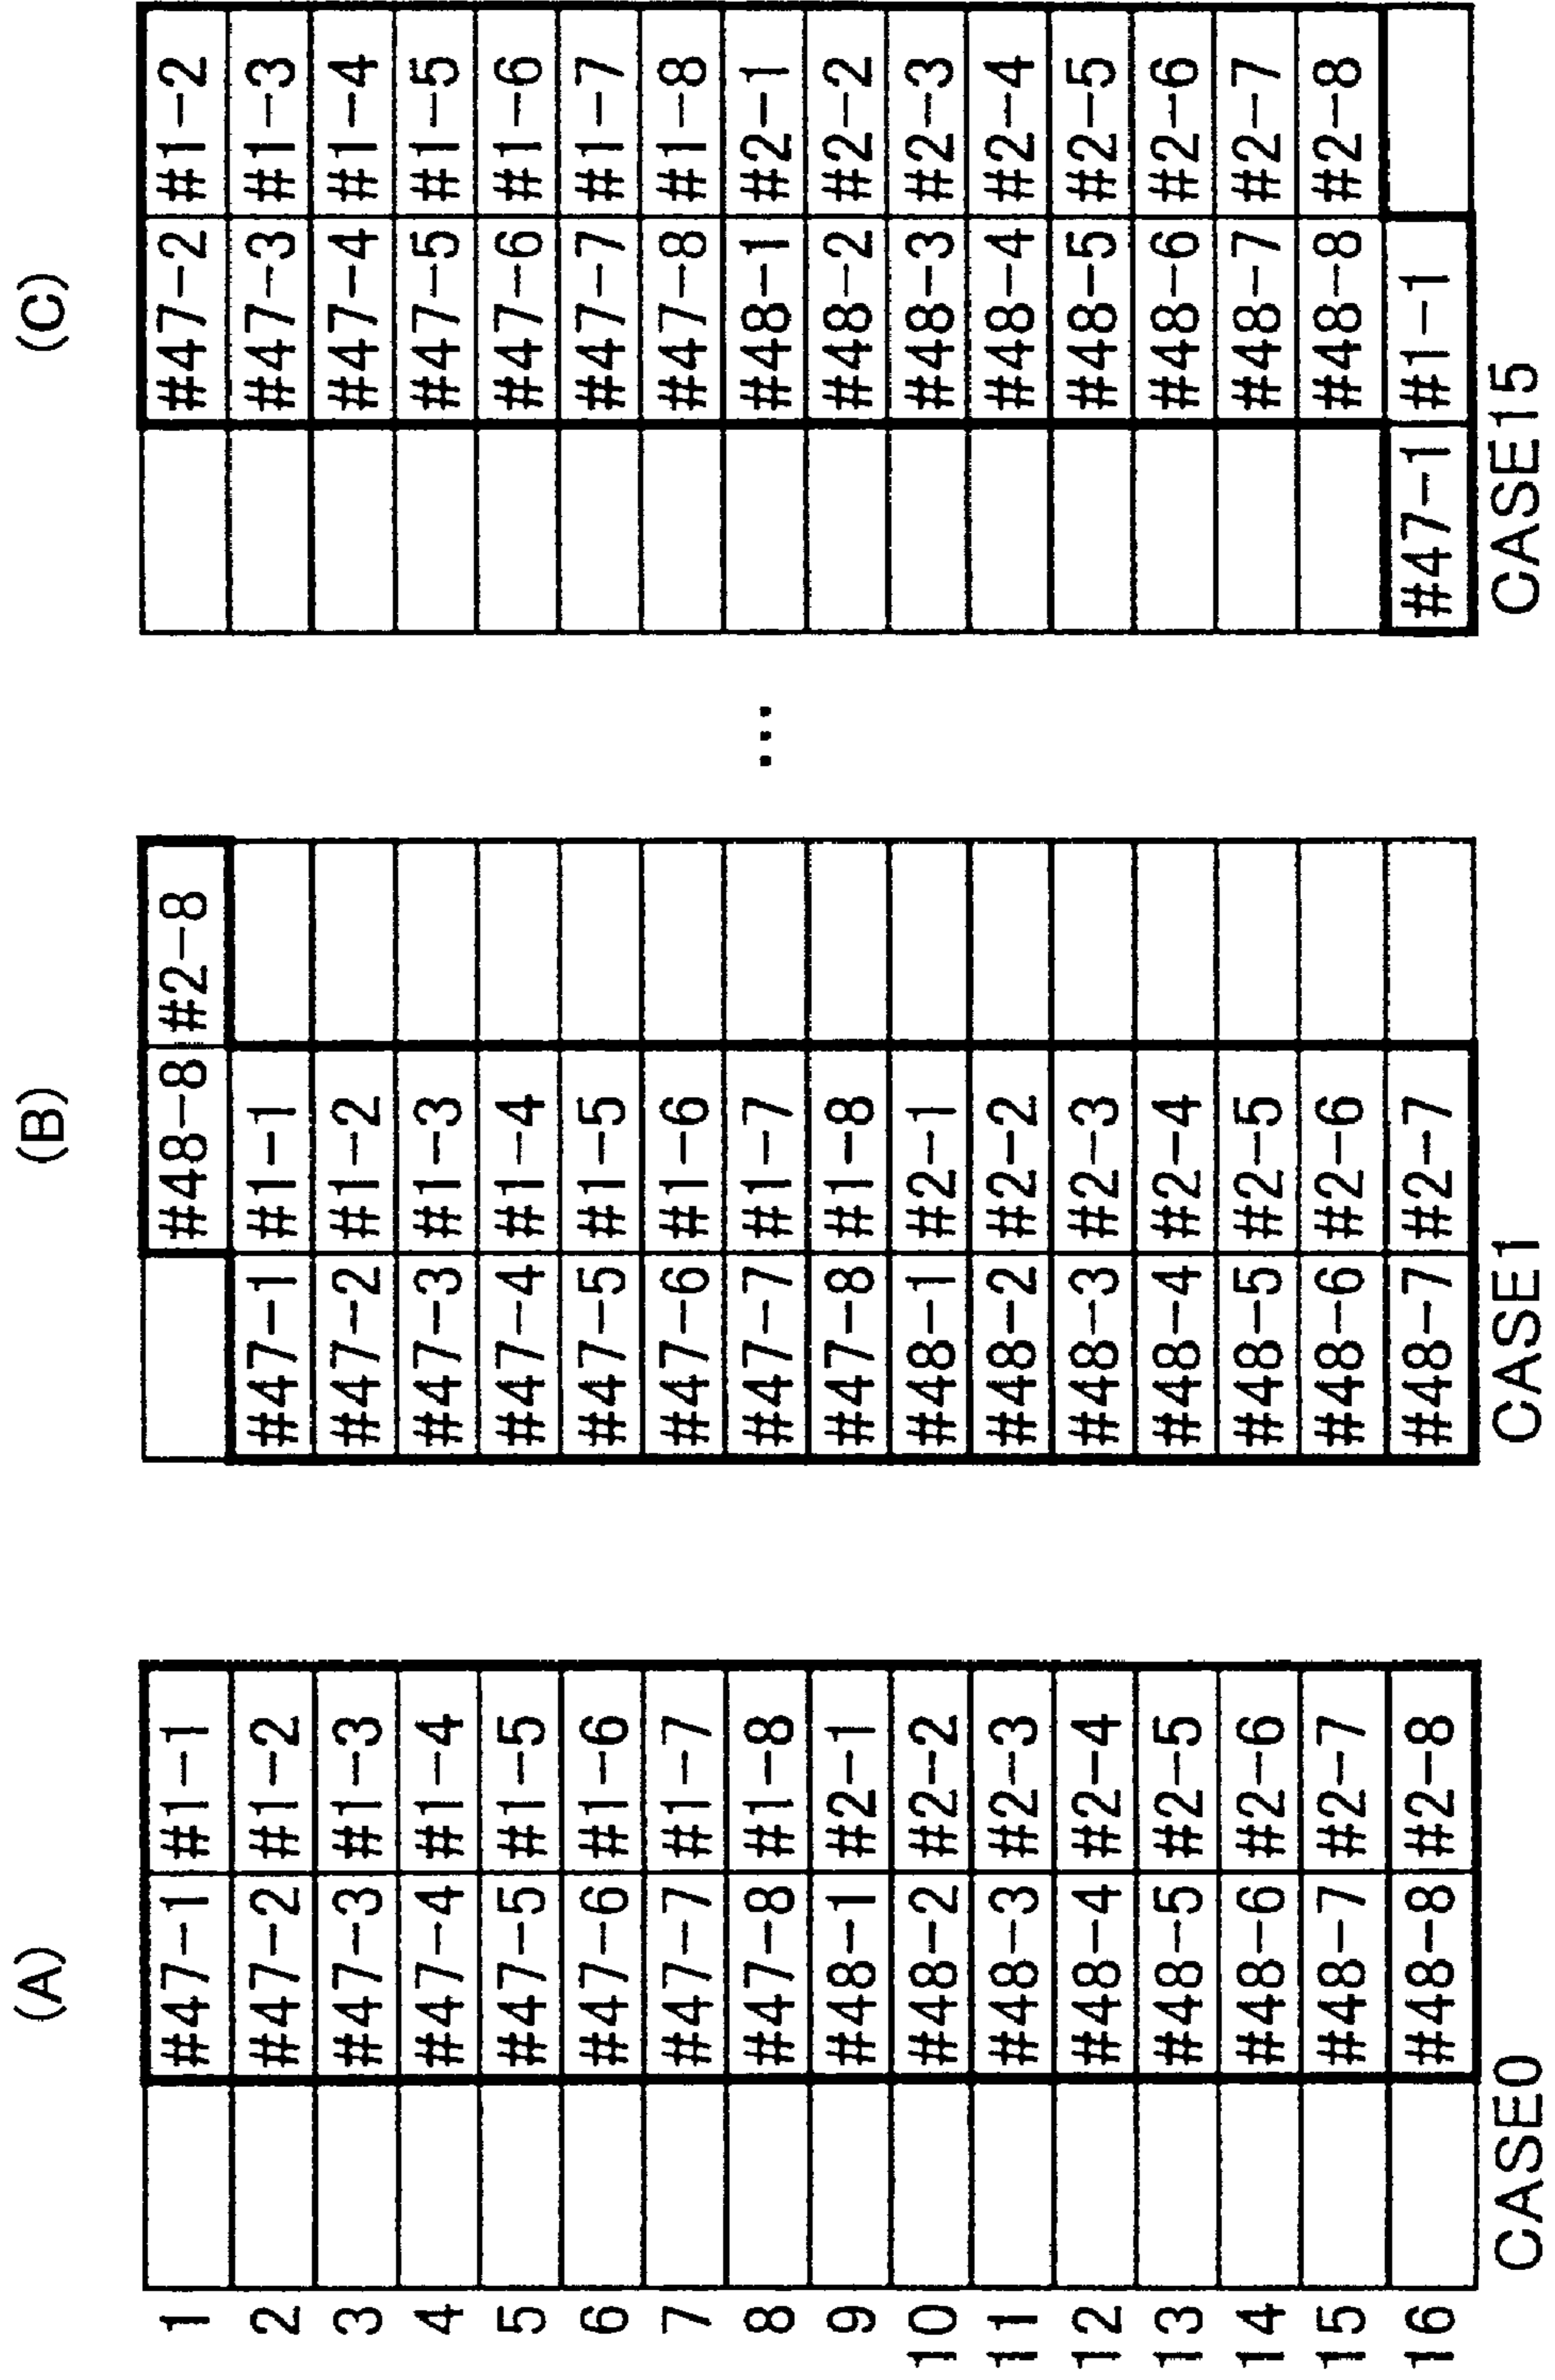 (A) (B) (C)
1 #47-1 #1-1 #48-8 #2-8 #47-2 #1-2
2 #47-2 #1-2 #47-1 #1-1 #47-3 #1-3
3 #47-3 #1-3 #47-2 #1-2 #47-4 #1-4
4 #47-4 #1-4 #47-3 #1-3 #47-5 #1-5
5 #47-5 #1-5 #47-4 #1-4 #47-6 #1-6
6 #47-6 #1-6 #47-5 #1-5 #47-7 #1-7
7 #47-7 #1-7 #47-6 #1-6 #47-8 #1-8
8 #47-8 #1-8 #47-7 #1-7 ... #48-1 #2-1
9 #48-1 #2-1 #47-8 #1-8 #48-2 #2-2
10 #48-2 #2-2 #48-1 #2-1 #48-3 #2-3
11 #48-3 #2-3 #48-2 #2-2 #48-4 #2-4
12 #48-4 #2-4 #48-3 #2-3 #48-5 #2-5
13 #48-5 #2-5 #48-4 #2-4 #48-6 #2-6
14 #48-6 #2-6 #48-5 #2-5 #48-7 #2-7
15 #48-7 #2-7 #48-6 #2-6 #48-8 #2-8
16 #48-8 #2-8 #48-7 #2-7 #47-1 #1-1
CASE0 CASE1 CASE15